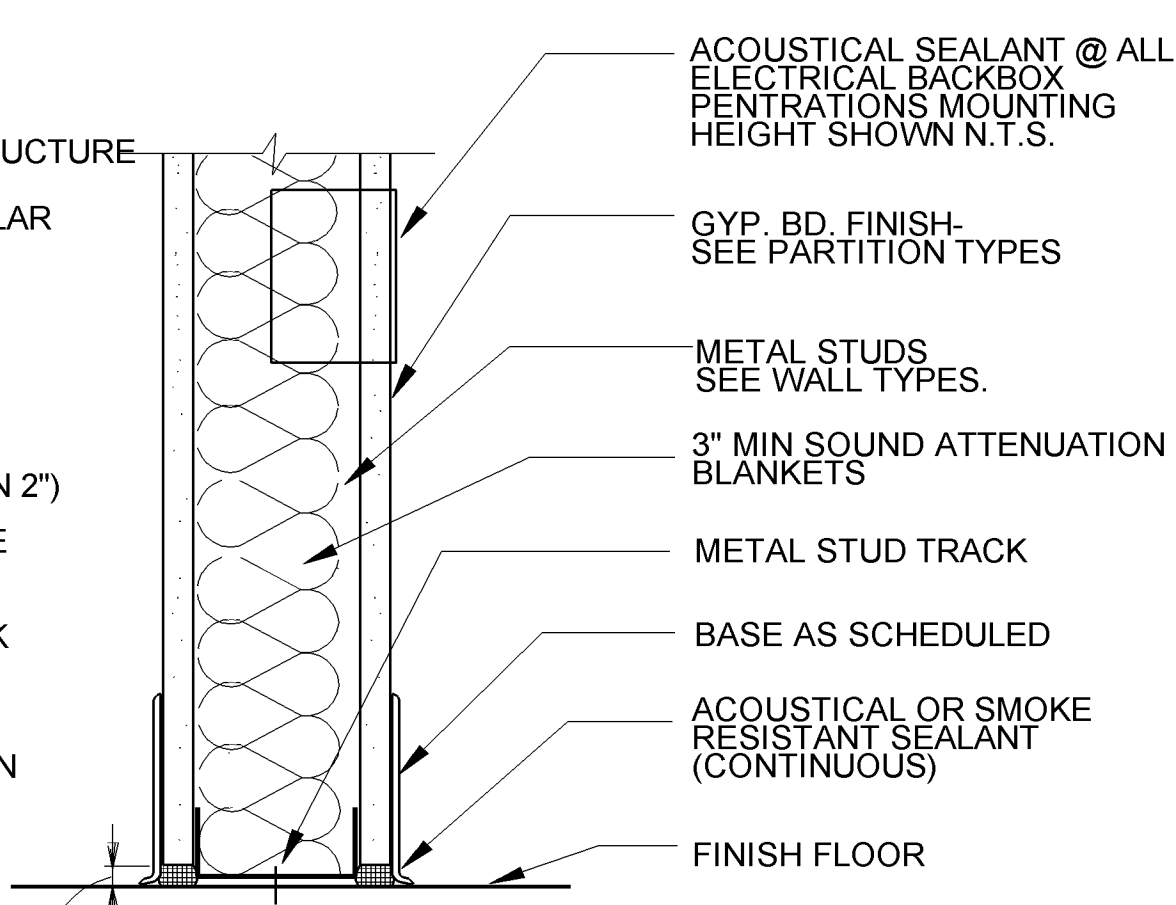 ACOUSTICAL SEALANT @ ALL
ELECTRICAL BACKBOX
PENTRATIONS MOUNTING
HEIGHT SHOWN N.T.S.
UCTURE
LAR
GYP. BD. FINISH-
SEE PARTITION TYPES
METAL STUDS
SEE WALL TYPES.
3" MIN SOUND ATTENUATION
BLANKETS
N 2")
E
METAL STUD TRACK
K
BASE AS SCHEDULED
ACOUSTICAL OR SMOKE
RESISTANT SEALANT
(CONTINUOUS)
N
FINISH FLOOR